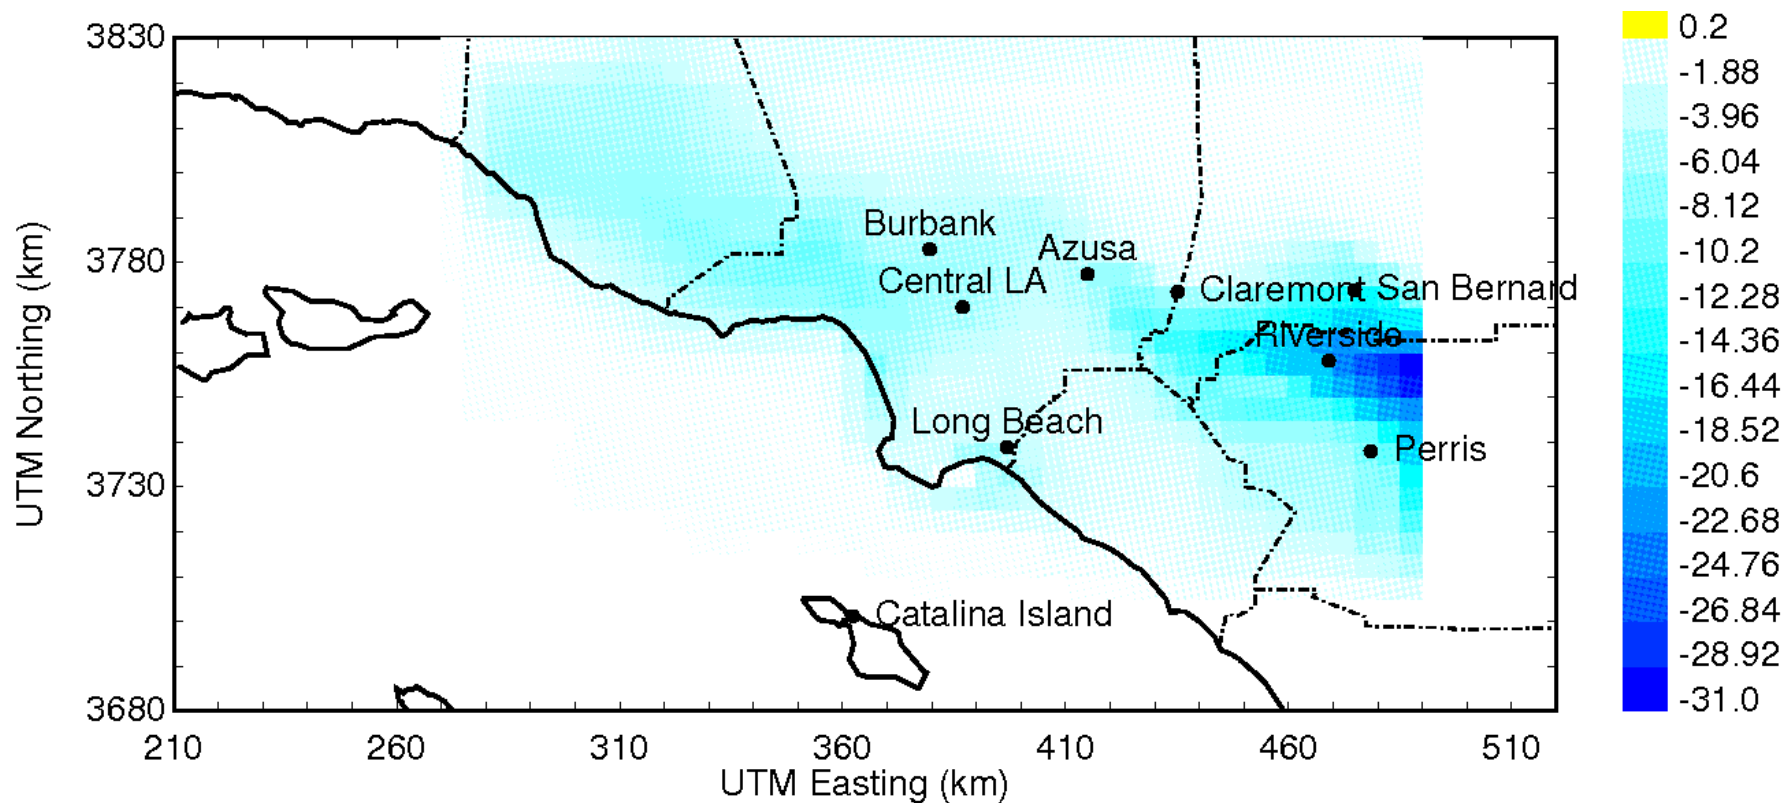 3830
3780
3730
3680
UTM Northing (km)
210
260
310
360
410
460
510
UTM Easting (km)
Burbank
Azusa
Central LA
Claremont
San Bernard
Riverside
Long Beach
Perris
Catalina Island
0.2
-1.88
-3.96
-6.04
-8.12
-10.2
-12.28
-14.36
-16.44
-18.52
-20.6
-22.68
-24.76
-26.84
-28.92
-31.0